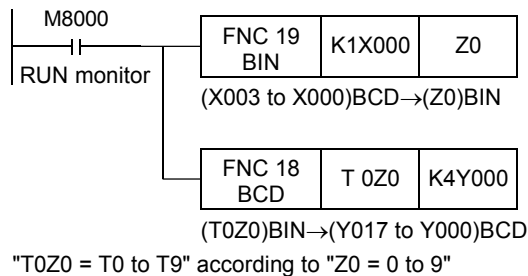 M8000
RUN monitor
FNC 19
BIN
K1X000
Z0
(X003 to X000)BCD→(Z0)BIN
FNC 18
BCD
T 0Z0
K4Y000
(T0Z0)BIN→(Y017 to Y000)BCD
"T0Z0 = T0 to T9" according to "Z0 = 0 to 9"